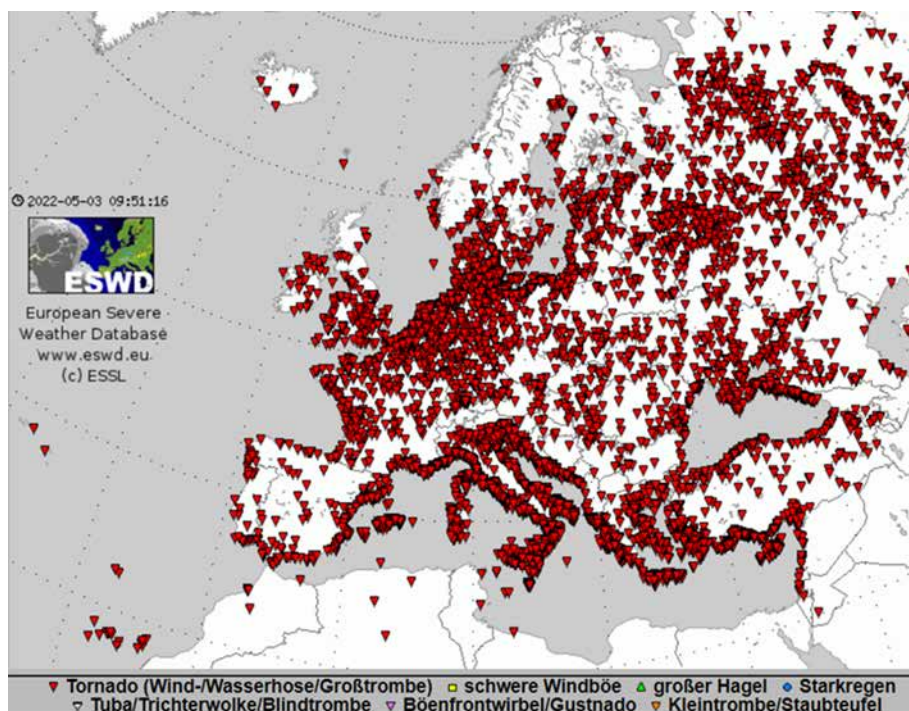 2022-05-03 09:51:16
ESWD
European Severe
Weather Database
www.eswd.eu
(c) ESSL
Tornado (Wind-/Wasserhose/Großtrombe) schwere Windböe großer Hagel Starkregen
Tuba/Trichterwolke/Blindtrombe Böenfrontwirbel/Gustnado Kleintrombe/Staubteufel